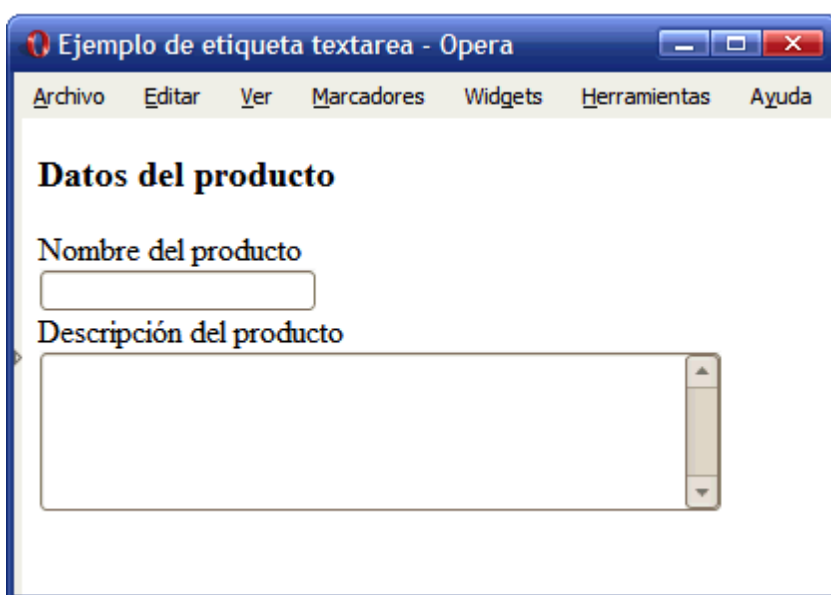 Ejemplo de etiqueta textarea - Opera
Archivo Editar Ver Marcadores Widgets Herramientas Ayuda
Datos del producto
Nombre del producto
Descripción del producto